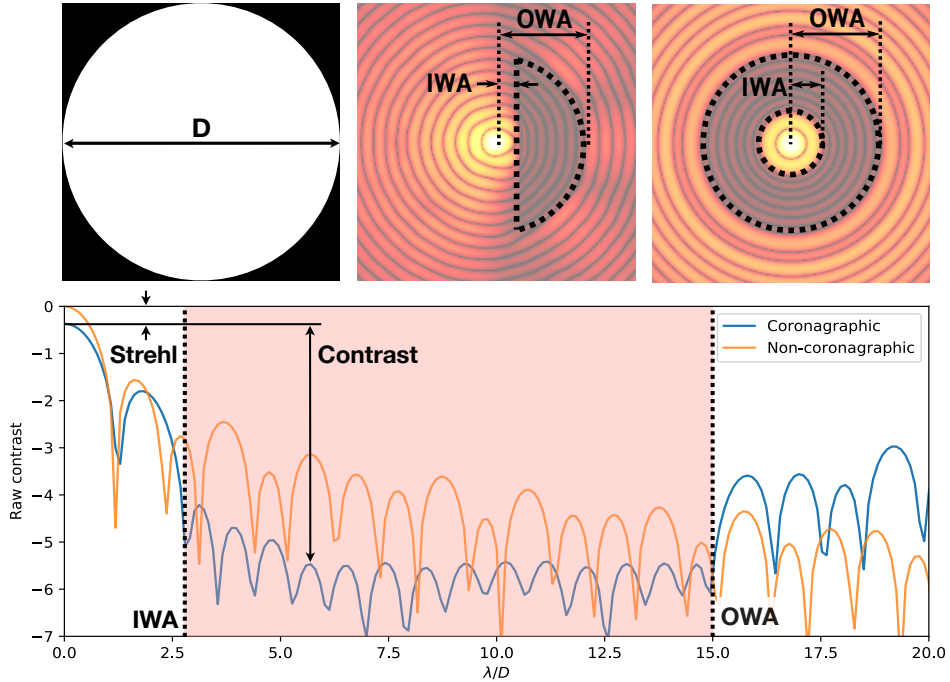 D
OWA
IWA
OWA
IWA
Strehl
Contrast
Coronagraphic
Non-coronagraphic
Raw contrast
0
−1
−2
−3
−4
−5
−6
−7
IWA
OWA
0.0 2.5 5.0 7.5 10.0 12.5 15.0 17.5 20.0
λ/D